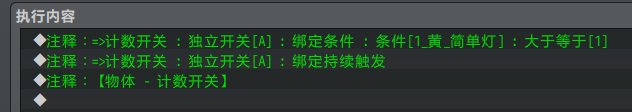 执行内容
◆注释：=>计数开关 : 独立开关[A] : 绑定条件 : 条件[1_黄_简单灯] : 大于等于[1]
◆注释：=>计数开关 : 独立开关[A] : 绑定持续触发
◆注释：【物体 - 计数开关】
◆